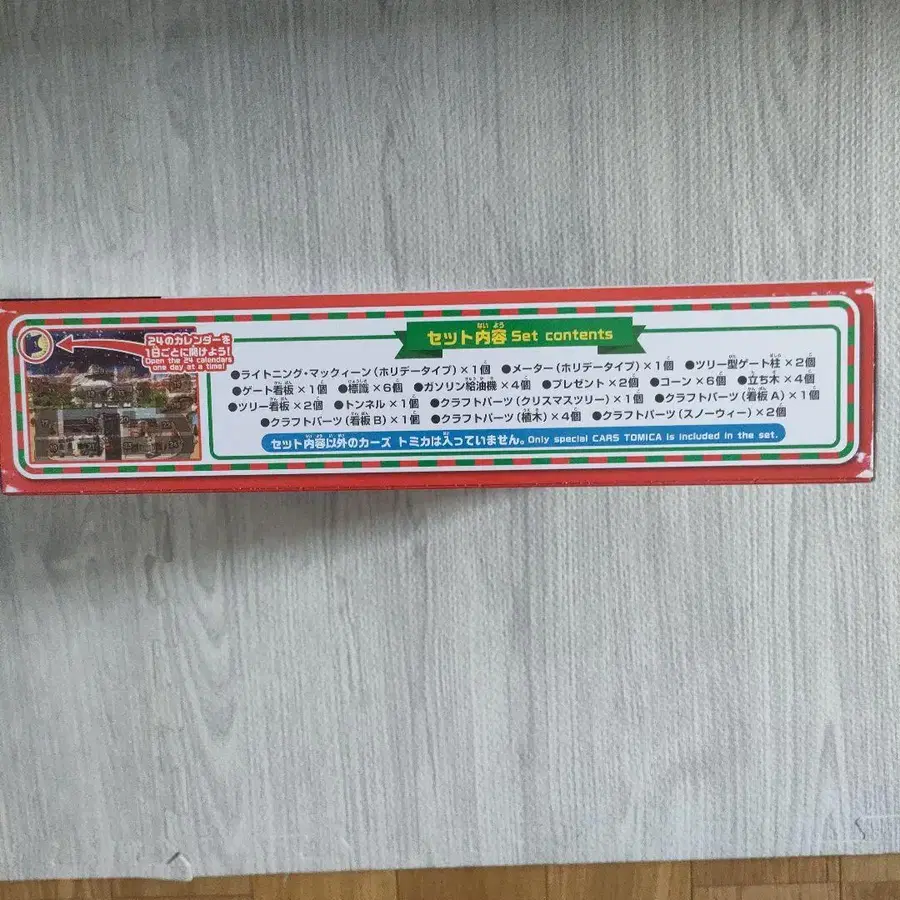 24のカレンダーを
1日ごとに開けよう!
Open the 24 calendars
one day at a time!
セット内容 Set contents
●ライトニング・マックィーン(ホリデータイプ)×1個 ●メーター(ホリデータイプ)×1個 ●ツリー型ゲート柱×2個
●ゲート看板×1個 ●標識×6個 ●ガソリン給油機×4個 ●プレゼント×2個 ●コーン×6個 ●立ち木×4個
●ツリー看板×2個 ●トンネル×1個 ●クラフトパーツ(クリスマスツリー)×1個 ●クラフトパーツ(看板A)×1個
●クラフトパーツ(看板B)×1個 ●クラフトパーツ(植木)×4個 ●クラフトパーツ(スノーウィー)×2個
セット内容以外のカーズ トミカは入っていません。Only special CARS TOMICA is included in the set.